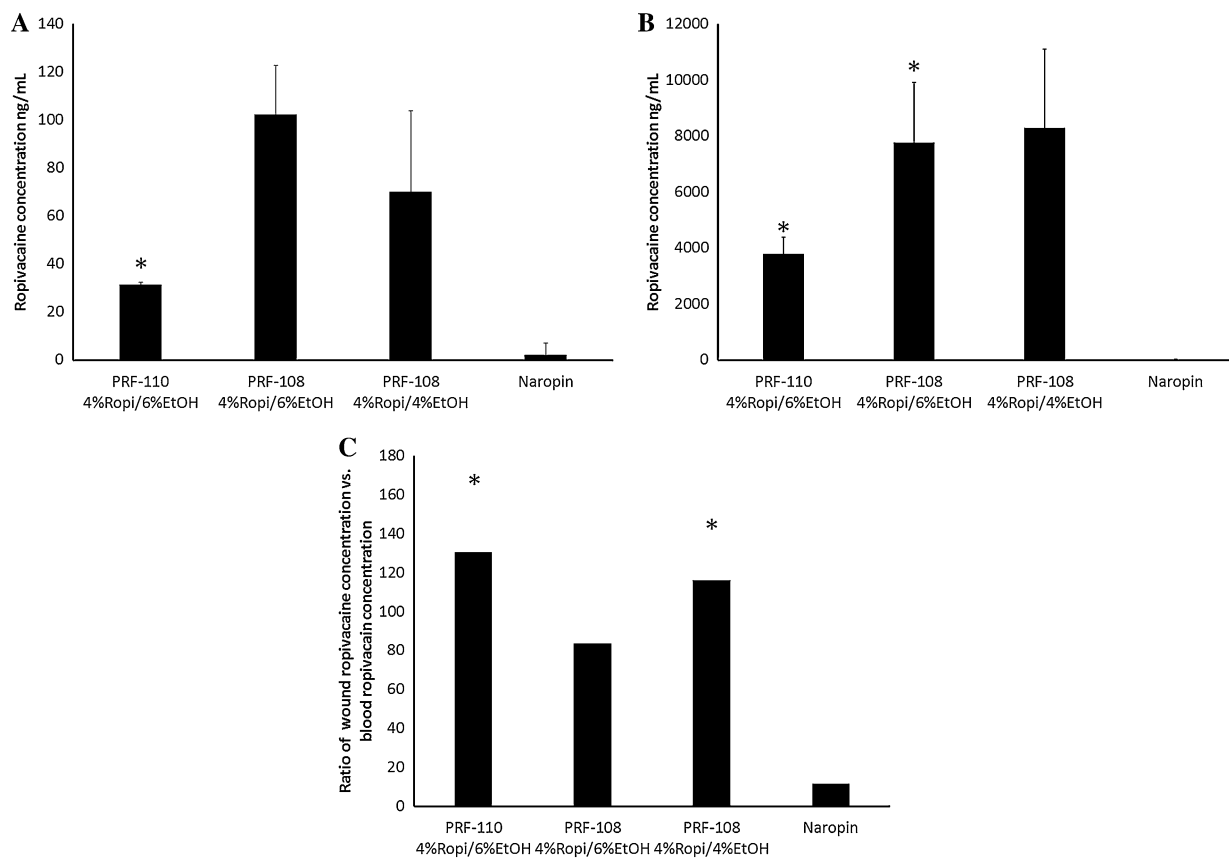 A
Ropivacaine concentration ng/mL
140
120
100
80
60
40
20
0
*
PRF-110
4%Ropi/6%EtOH
PRF-108
4%Ropi/6%EtOH
PRF-108
4%Ropi/4%EtOH
Naropin
B
Ropivacaine concentration ng/mL
12000
10000
8000
6000
4000
2000
0
*
*
PRF-110
4%Ropi/6%EtOH
PRF-108
4%Ropi/6%EtOH
PRF-108
4%Ropi/4%EtOH
Naropin
C
Ratio of wound ropivacaine concentration vs.
blood ropivacain concentration
180
160
140
120
100
80
60
40
20
0
*
*
PRF-110
4%Ropi/6%EtOH
PRF-108
4%Ropi/6%EtOH
PRF-108
4%Ropi/4%EtOH
Naropin